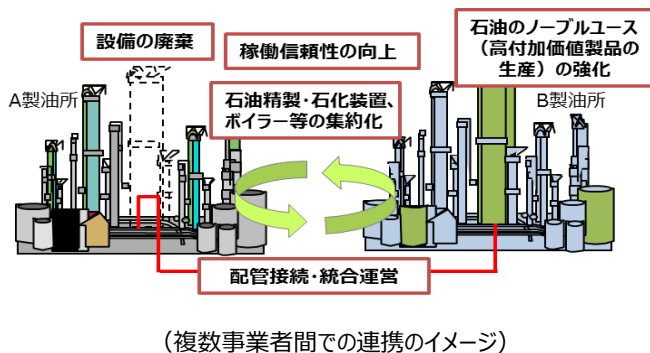 設備の廃棄
稼働信頼性の向上
石油のノーブルユース
（高付加価値製品の
生産）の強化
A製油所
石油精製・石化装置、
ボイラー等の集約化
B製油所
配管接続・統合運営
（複数事業者間での連携のイメージ）